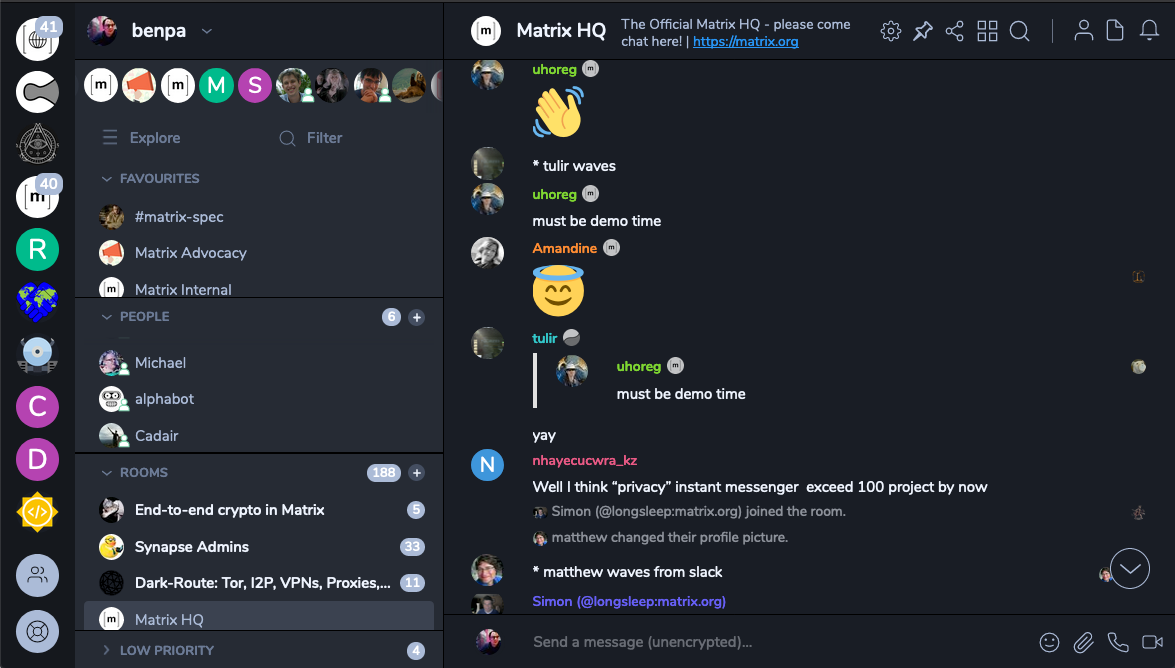 41
40
R
C
D
benpa
[m]
[m]
M
S
Explore
Filter
FAVOURITES
#matrix-spec
Matrix Advocacy
[m]
Matrix Internal
PEOPLE
6
+
Michael
alphabot
Cadair
ROOMS
188
+
End-to-end crypto in Matrix
5
Synapse Admins
33
Dark-Route: Tor, I2P, VPNs, Proxies,...
11
[m]
Matrix HQ
LOW PRIORITY
4
[m]
Matrix HQ
The Official Matrix HQ - please come
chat here! | https://matrix.org
uhoreg [m]
* tulir waves
uhoreg [m]
must be demo time
Amandine [m]
tulir
uhoreg [m]
must be demo time
yay
N
nhayecucwra_kz
Well I think “privacy” instant messenger  exceed 100 project by now
Simon (@longsleep:matrix.org) joined the room.
matthew changed their profile picture.
* matthew waves from slack
Simon (@longsleep:matrix.org)
Send a message (unencrypted)...